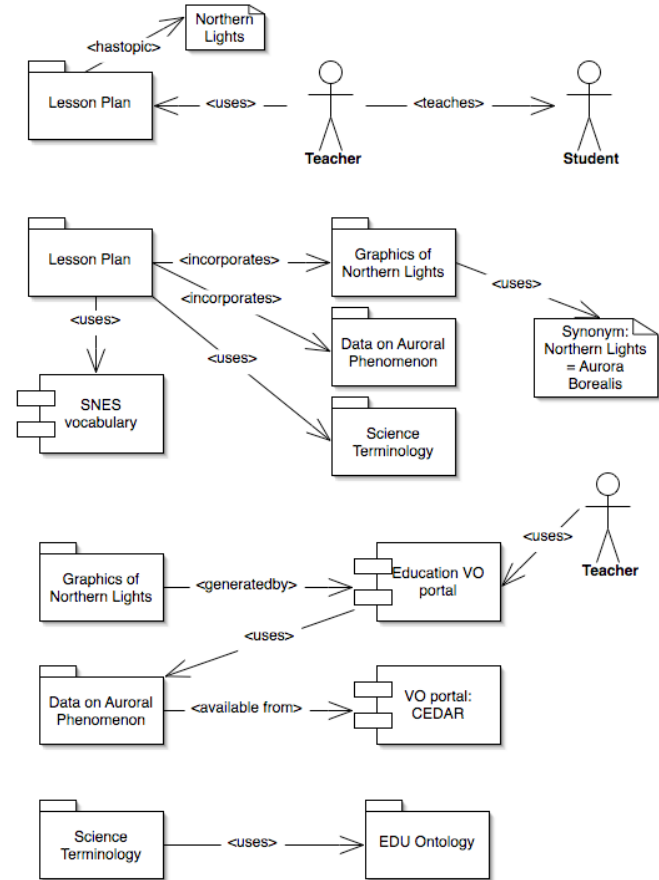 Northern
Lights
<hastopic>
Lesson Plan
<uses>
<teaches>
Teacher
Student
Lesson Plan
<incorporates>
Graphics of
Northern Lights
<uses>
<incorporates>
<uses>
Data on Auroral
Phenomenon
Synonym:
Northern Lights
= Aurora
Borealis
<uses>
SNES
vocabulary
Science
Terminology
<uses>
Teacher
Graphics of
Northern Lights
<generatedby>
Education VO
portal
<uses>
Data on Auroral
Phenomenon
<available from>
VO portal:
CEDAR
Science
Terminology
<uses>
EDU Ontology